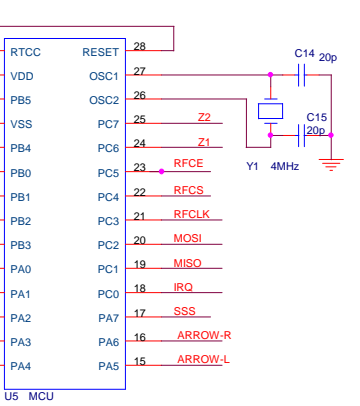 RTCC RESET 28
VDD OSC1 27
PB5 OSC2 26
VSS PC7 25 Z2
PB4 PC6 24 Z1
PB0 PC5 23 RFCE
PB1 PC4 22 RFCS
PB2 PC3 21 RFCLK
PB3 PC2 20 MOSI
PA0 PC1 19 MISO
PA1 PC0 18 IRQ
PA2 PA7 17 SSS
PA3 PA6 16 ARROW-R
PA4 PA5 15 ARROW-L
U5 MCU
C14 20p
C15
20p
Y1 4MHz